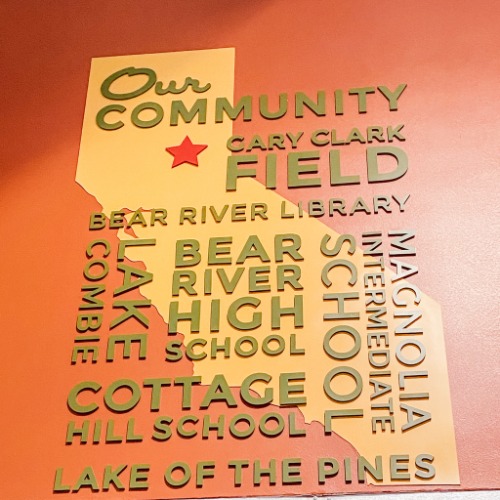 Our
COMMUNITY
CARY CLARK
FIELD
BEAR RIVER LIBRARY
LAKE
COMBIE
BEAR
RIVER
HIGH
SCHOOL
MAGNOLIA
INTERMEDIATE
SCHOOL
COTTAGE
HILL SCHOOL
LAKE OF THE PINES